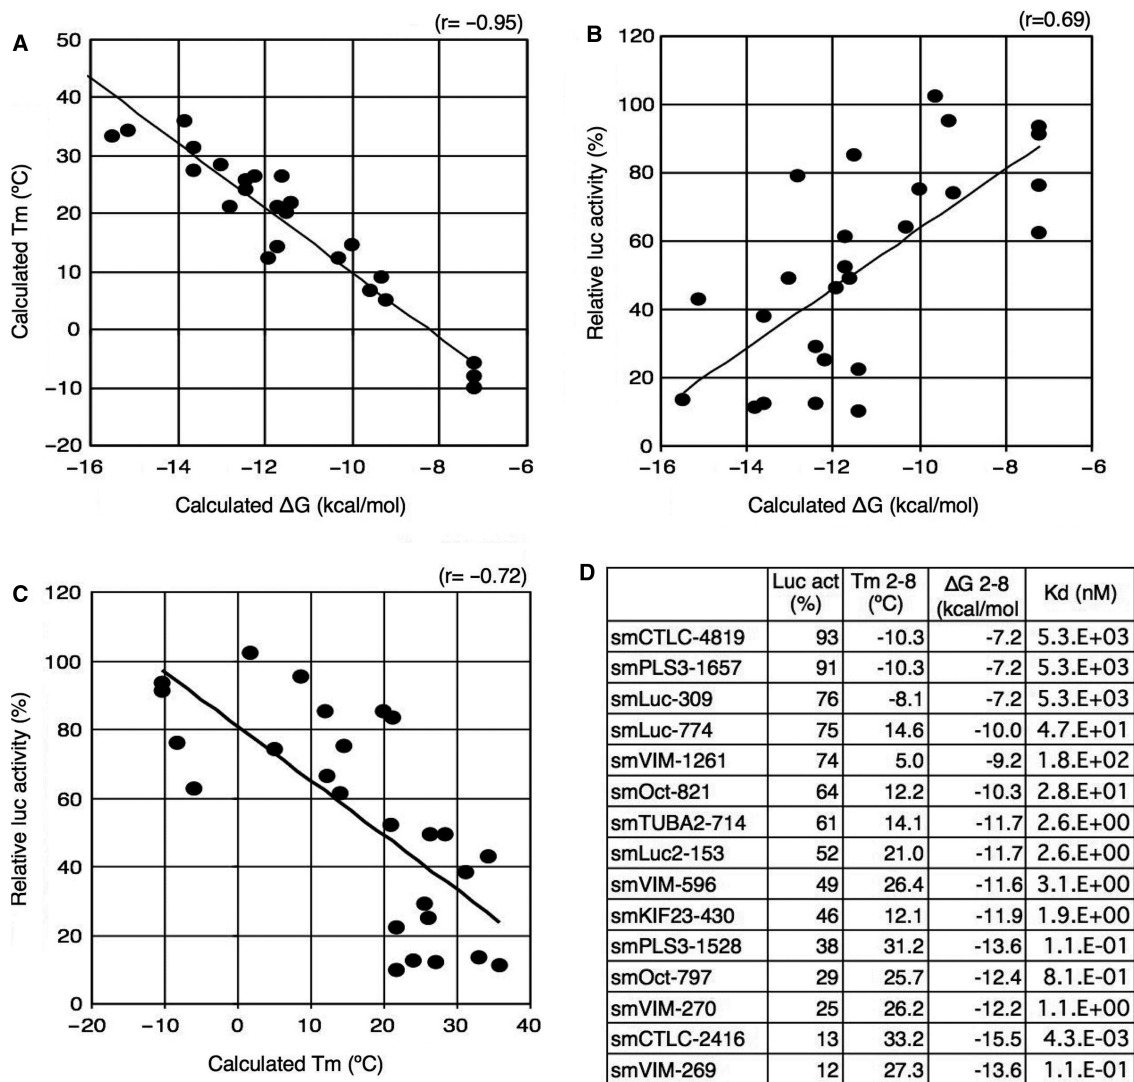 (r= −0.95)
A
50
40
30
20
10
0
−10
−20
−16 −14 −12 −10 −8 −6
Calculated Tm (ºC)
Calculated ΔG (kcal/mol)
(r=0.69)
B
120
100
80
60
40
20
0
−16 −14 −12 −10 −8 −6
Relative luc activity (%)
Calculated ΔG (kcal/mol)
(r= −0.72)
C
120
100
80
60
40
20
0
−20 −10 0 10 20 30 40
Relative luc activity (%)
Calculated Tm (ºC)
D
Luc act (%) Tm 2-8 (ºC) ΔG 2-8 (kcal/mol Kd (nM)
smCTLC-4819 93 -10.3 -7.2 5.3.E+03
smPLS3-1657 91 -10.3 -7.2 5.3.E+03
smLuc-309 76 -8.1 -7.2 5.3.E+03
smLuc-774 75 14.6 -10.0 4.7.E+01
smVIM-1261 74 5.0 -9.2 1.8.E+02
smOct-821 64 12.2 -10.3 2.8.E+01
smTUBA2-714 61 14.1 -11.7 2.6.E+00
smLuc2-153 52 21.0 -11.7 2.6.E+00
smVIM-596 49 26.4 -11.6 3.1.E+00
smKIF23-430 46 12.1 -11.9 1.9.E+00
smPLS3-1528 38 31.2 -13.6 1.1.E-01
smOct-797 29 25.7 -12.4 8.1.E-01
smVIM-270 25 26.2 -12.2 1.1.E+00
smCTLC-2416 13 33.2 -15.5 4.3.E-03
smVIM-269 12 27.3 -13.6 1.1.E-01